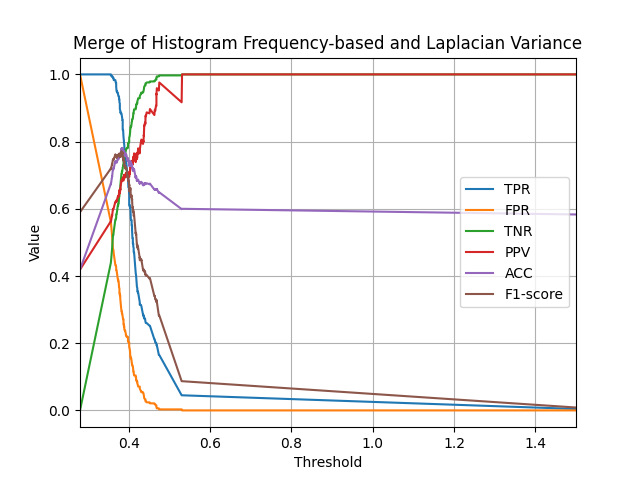 Merge of Histogram Frequency-based and Laplacian Variance
1.0
0.8
0.6
0.4
0.2
0.0
Value
TPR
FPR
TNR
PPV
ACC
F1-score
0.4 0.6 0.8 1.0 1.2 1.4
Threshold